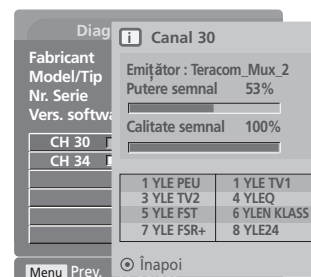 Diag
Fabricant
Model/Tip
Nr. Serie
Vers. softwa
CH 30
CH 34
Menu Prev.
i Canal 30
Emiţător : Teracom_Mux_2
Putere semnal 53%
Calitate semnal 100%
1 YLE PEU 1 YLE TV1
3 YLE TV2 4 YLEQ
5 YLE FST 6 YLEN KLASS
7 YLE FSR+ 8 YLE24
Înapoi